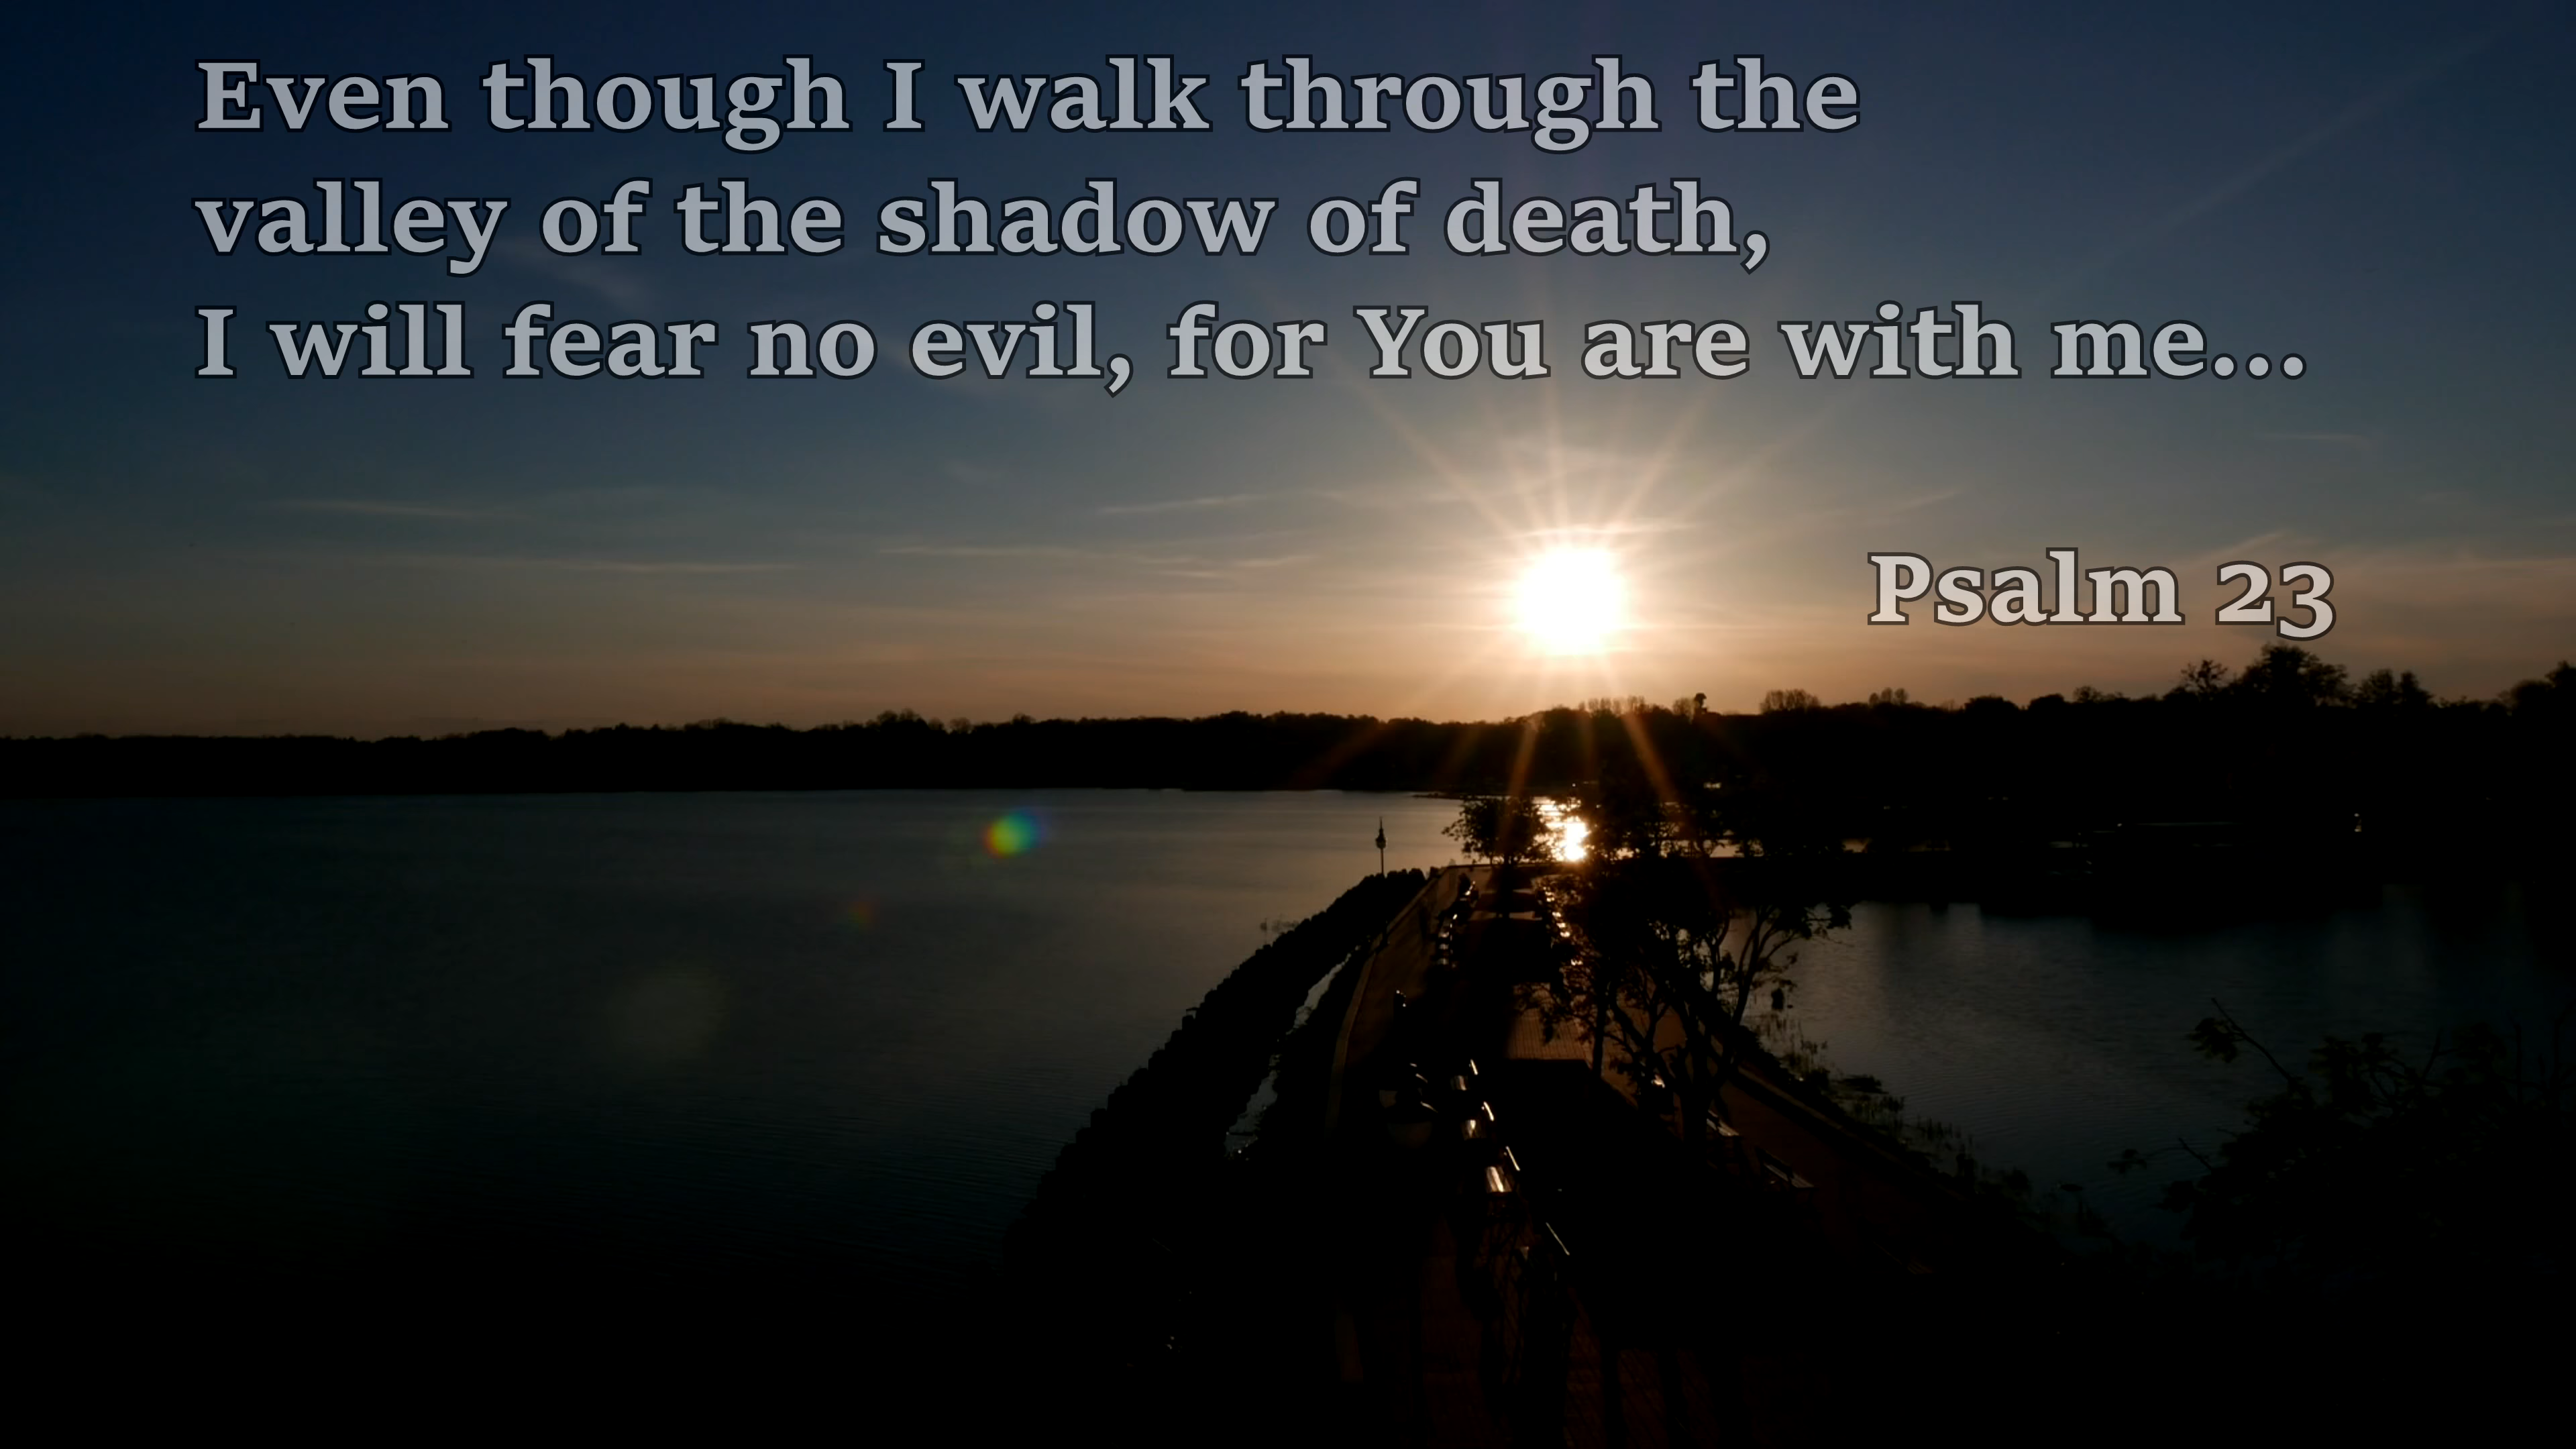 Even though I walk through the
valley of the shadow of death,
I will fear no evil, for You are with me...
Psalm 23